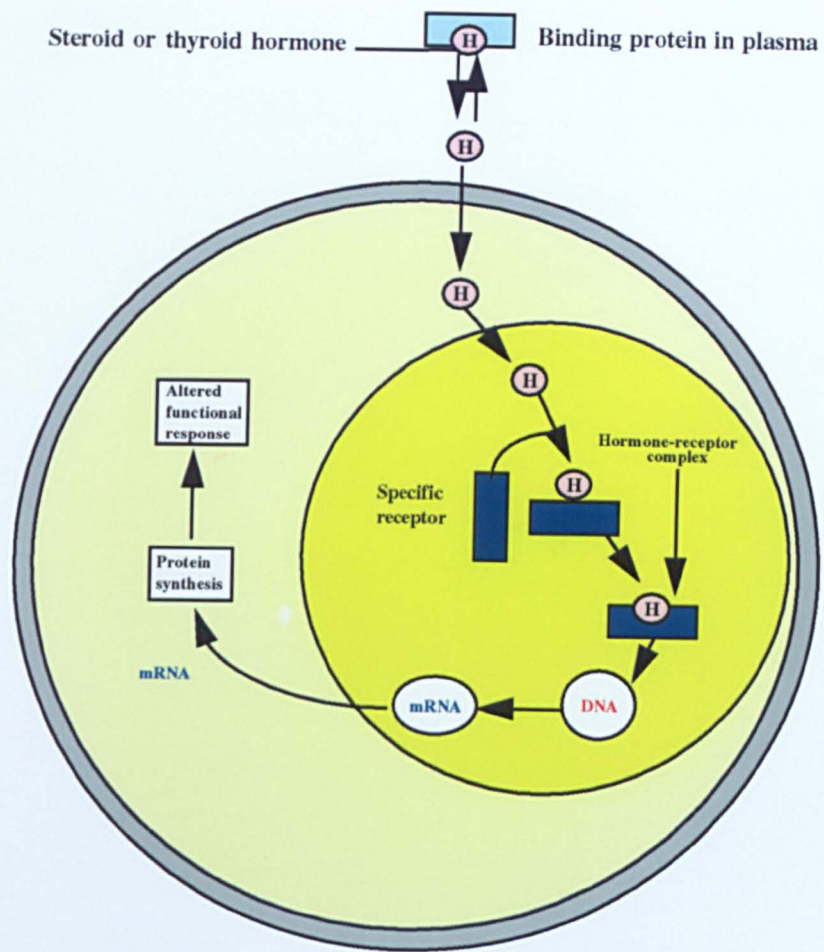 Steroid or thyroid hormone
H
Binding protein in plasma
H
H
H
Altered
functional
response
Hormone-receptor
complex
H
Specific
receptor
Protein
synthesis
H
mRNA
mRNA
DNA